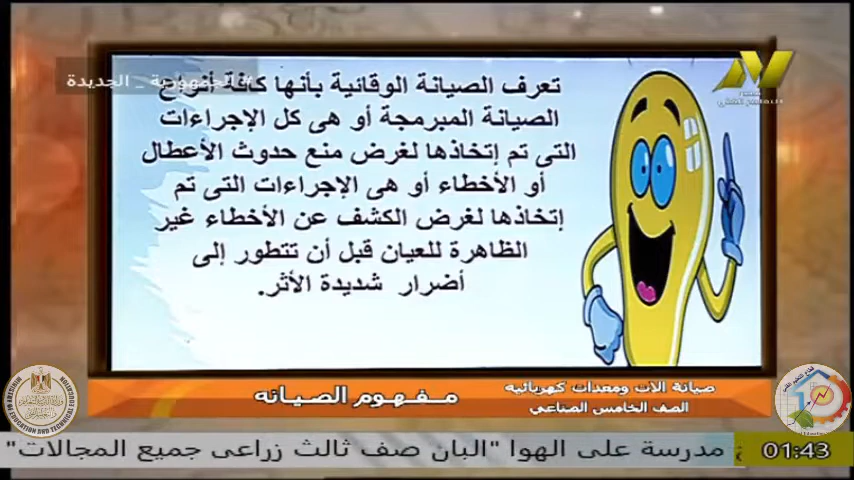 #الجمهورية _ الجديدة
تعرف الصيانة الوقائية بأنها كافة أنواع
الصيانة المبرمجة أو هى كل الإجراءات
التى تم إتخاذها لغرض منع حدوث الأعطال
أو الأخطاء أو هى الإجراءات التى تم
إتخاذها لغرض الكشف عن الأخطاء غير
الظاهرة للعيان قبل أن تتطور إلى
أضرار شديدة الأثر.
صيانة الات ومعدات كهربائيه
الصف الخامس الصناعي
مفهوم الصيانه
مدرسة على الهوا "البان صف ثالث زراعى جميع المجالات"
01:43